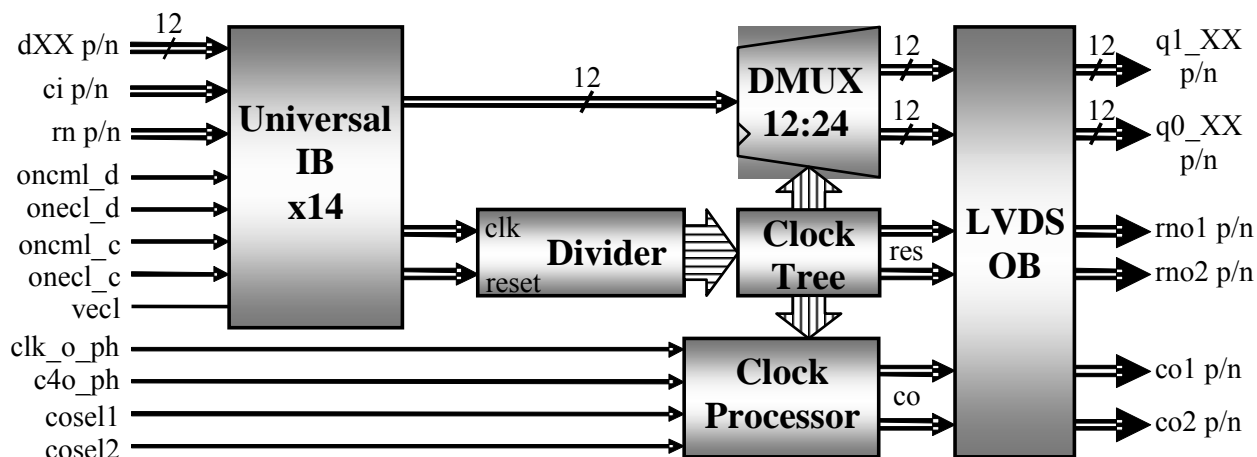 dXX p/n
12
ci p/n
rn p/n
oncml_d
onecl_d
oncml_c
onecl_c
vecl
clk_o_ph
c4o_ph
cosel1
cosel2
Universal
IB
x14
12
clk
reset
Divider
DMUX
12:24
Clock
Tree
Clock
Processor
12
12
res
co
LVDS
OB
12
12
q1_XX
p/n
q0_XX
p/n
rno1 p/n
rno2 p/n
co1 p/n
co2 p/n